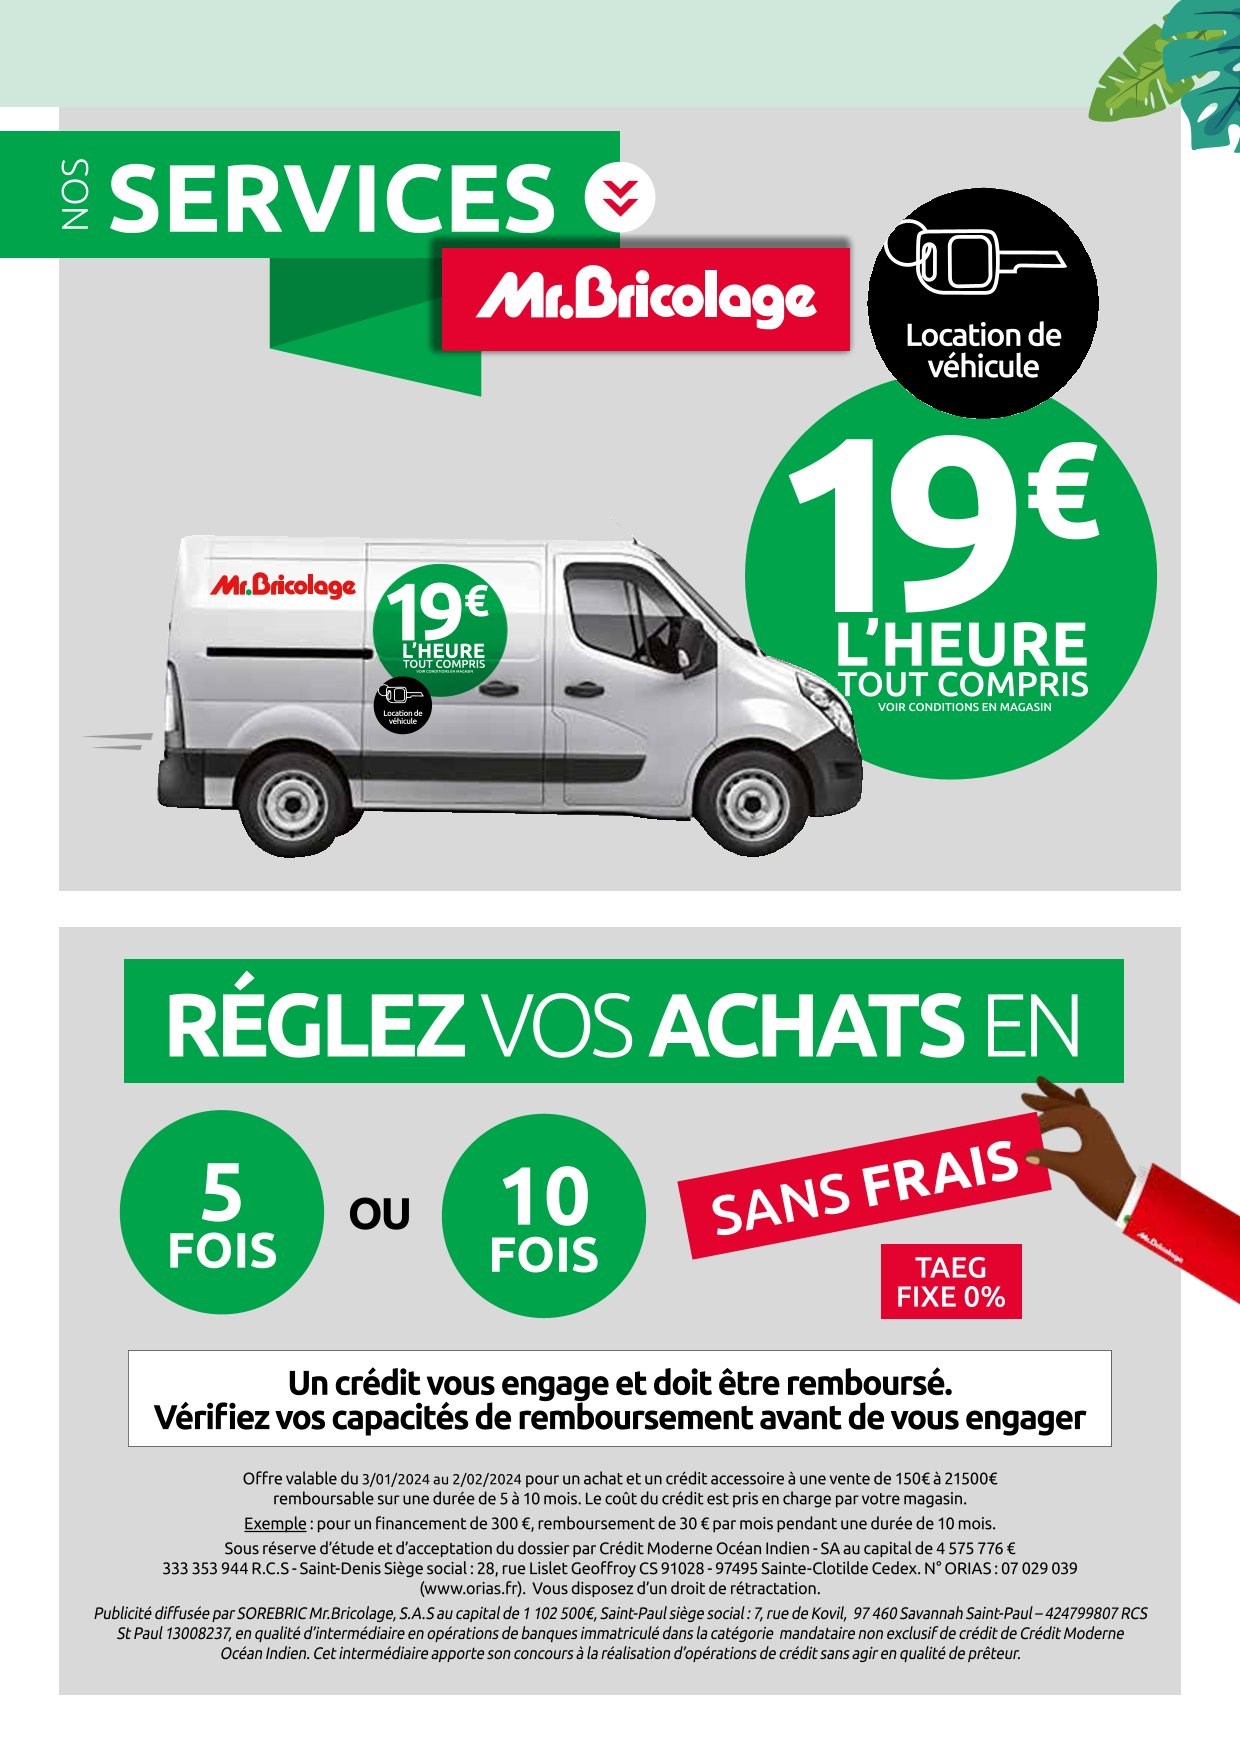 NOS SERVICES
Mr.Bricolage
Location de
véhicule
19€
L'HEURE
TOUT COMPRIS
VOIR CONDITIONS EN MAGASIN
Mr.Bricolage
19€
L'HEURE
TOUT COMPRIS
VOIR CONDITIONS EN MAGASIN
Location de
véhicule
RÉGLEZ VOS ACHATS EN
5
FOIS
OU
10
FOIS
SANS FRAIS
Mr.Bricolage
TAEG
FIXE 0%
Un crédit vous engage et doit être remboursé.
Vérifiez vos capacités de remboursement avant de vous engager
Offre valable du 3/01/2024 au 2/02/2024 pour un achat et un crédit accessoire à une vente de 150€ à 21500€
remboursable sur une durée de 5 à 10 mois. Le coût du crédit est pris en charge par votre magasin.
Exemple : pour un financement de 300 €, remboursement de 30 € par mois pendant une durée de 10 mois.
Sous réserve d'étude et d'acceptation du dossier par Crédit Moderne Océan Indien - SA au capital de 4 575 776 €
333 353 944 R.C.S - Saint-Denis Siège social : 28, rue Lislet Geoffroy CS 91028 - 97495 Sainte-Clotilde Cedex. N° ORIAS : 07 029 039
(www.orias.fr). Vous disposez d'un droit de rétractation.
Publicité diffusée par SOREBRIC Mr.Bricolage, S.A.S au capital de 1 102 500€, Saint-Paul siège social : 7, rue de Kovil, 97 460 Savannah Saint-Paul – 424799807 RCS
St Paul 13008237, en qualité d'intermédiaire en opérations de banques immatriculé dans la catégorie mandataire non exclusif de crédit de Crédit Moderne
Océan Indien. Cet intermédiaire apporte son concours à la réalisation d'opérations de crédit sans agir en qualité de prêteur.